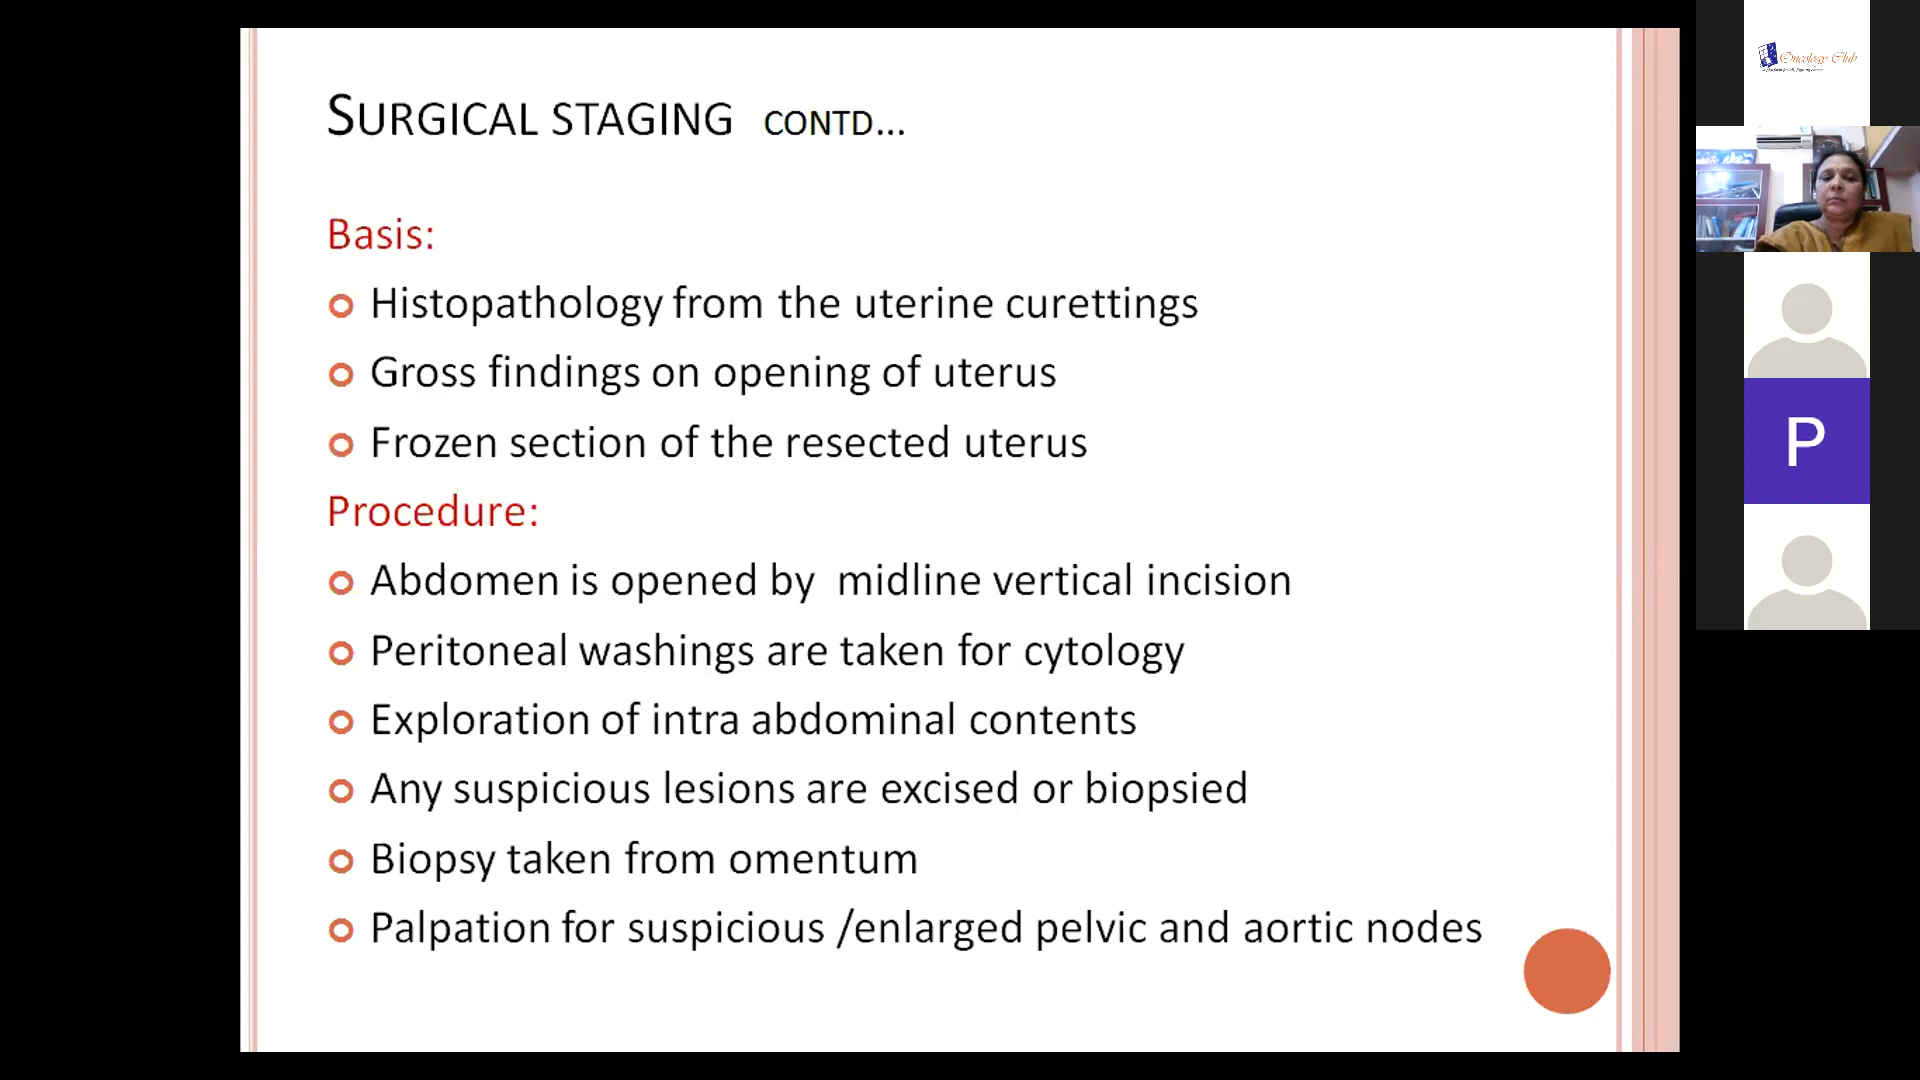 SURGICAL STAGING CONTD...
Basis:
Histopathology from the uterine curettings
Gross findings on opening of uterus
Frozen section of the resected uterus
Procedure:
Abdomen is opened by midline vertical incision
Peritoneal washings are taken for cytology
Exploration of intra abdominal contents
Any suspicious lesions are excised or biopsied
Biopsy taken from omentum
Palpation for suspicious /enlarged pelvic and aortic nodes
Oncology Club
P